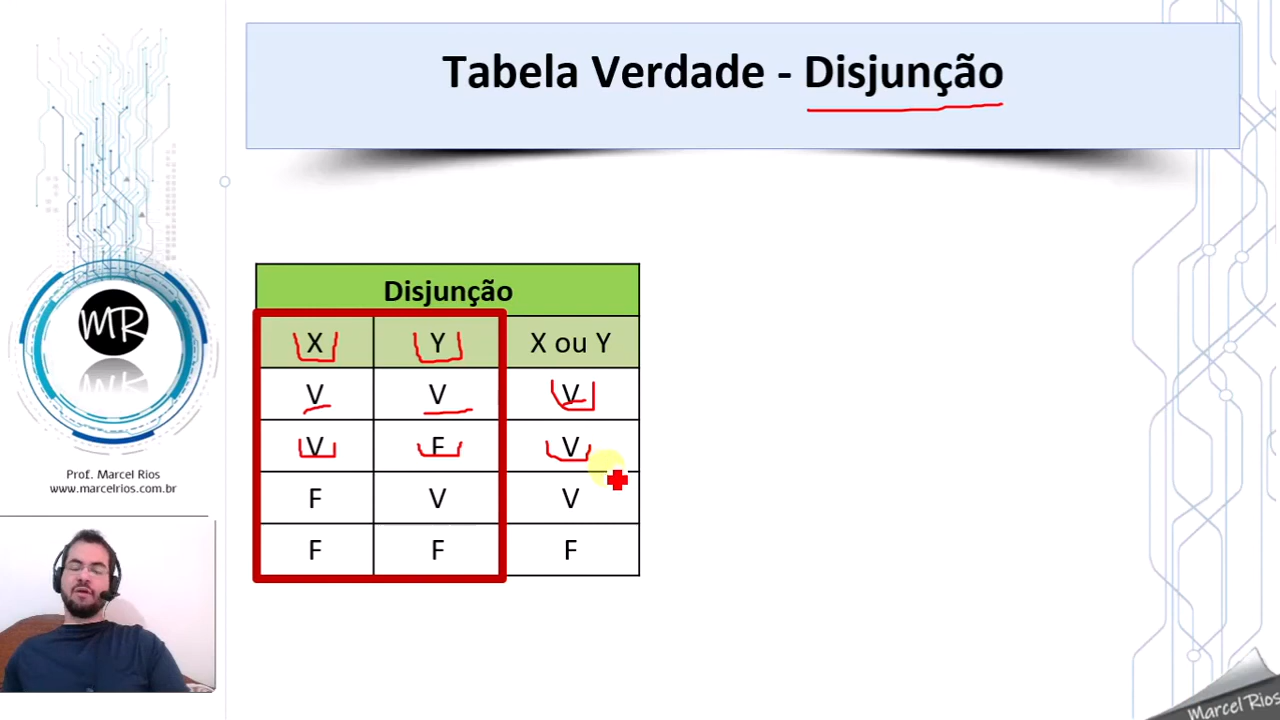 Tabela Verdade - Disjunção
MR
Prof. Marcel Rios
www.marcelrios.com.br
Disjunção
X Y X ou Y
V V V
V F V
F V V
F F F
Marcel Rios